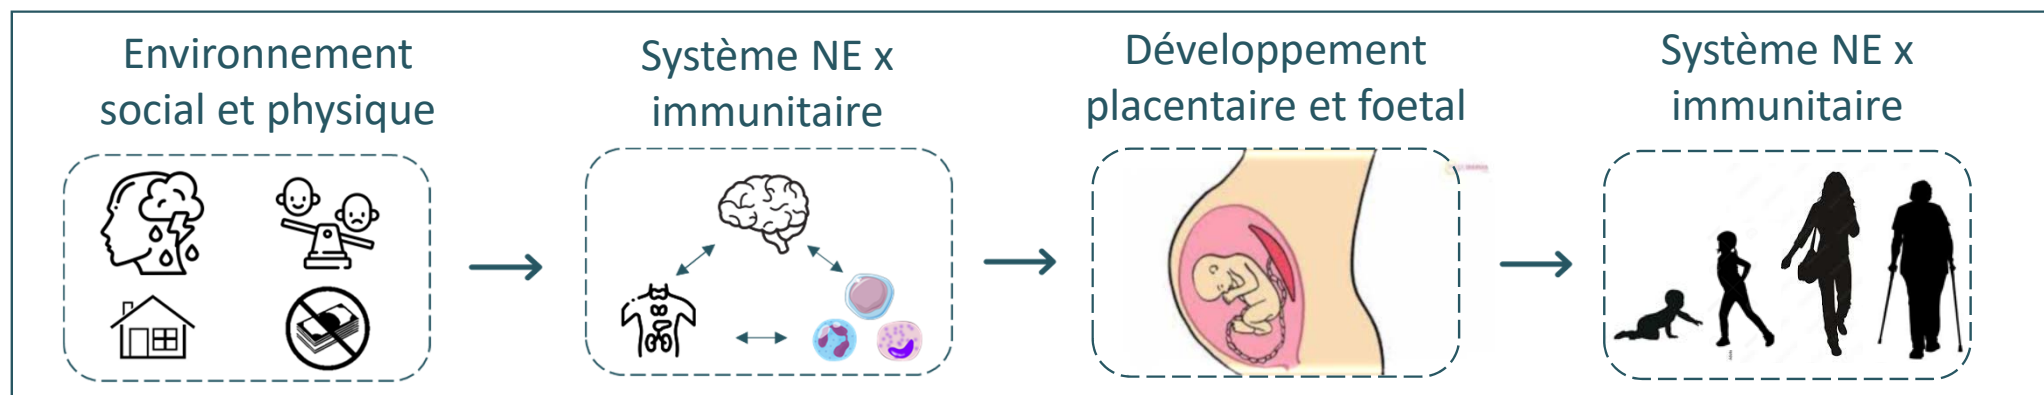 Environnement
social et physique
Système NE x
immunitaire
Développement
placentaire et foetal
Système NE x
immunitaire